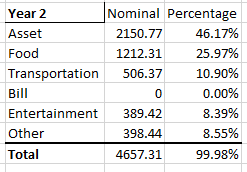 Year 2 Nominal Percentage
Asset 2150.77 46.17%
Food 1212.31 25.97%
Transportation 506.37 10.90%
Bill 0 0.00%
Entertainment 389.42 8.39%
Other 398.44 8.55%
Total 4657.31 99.98%